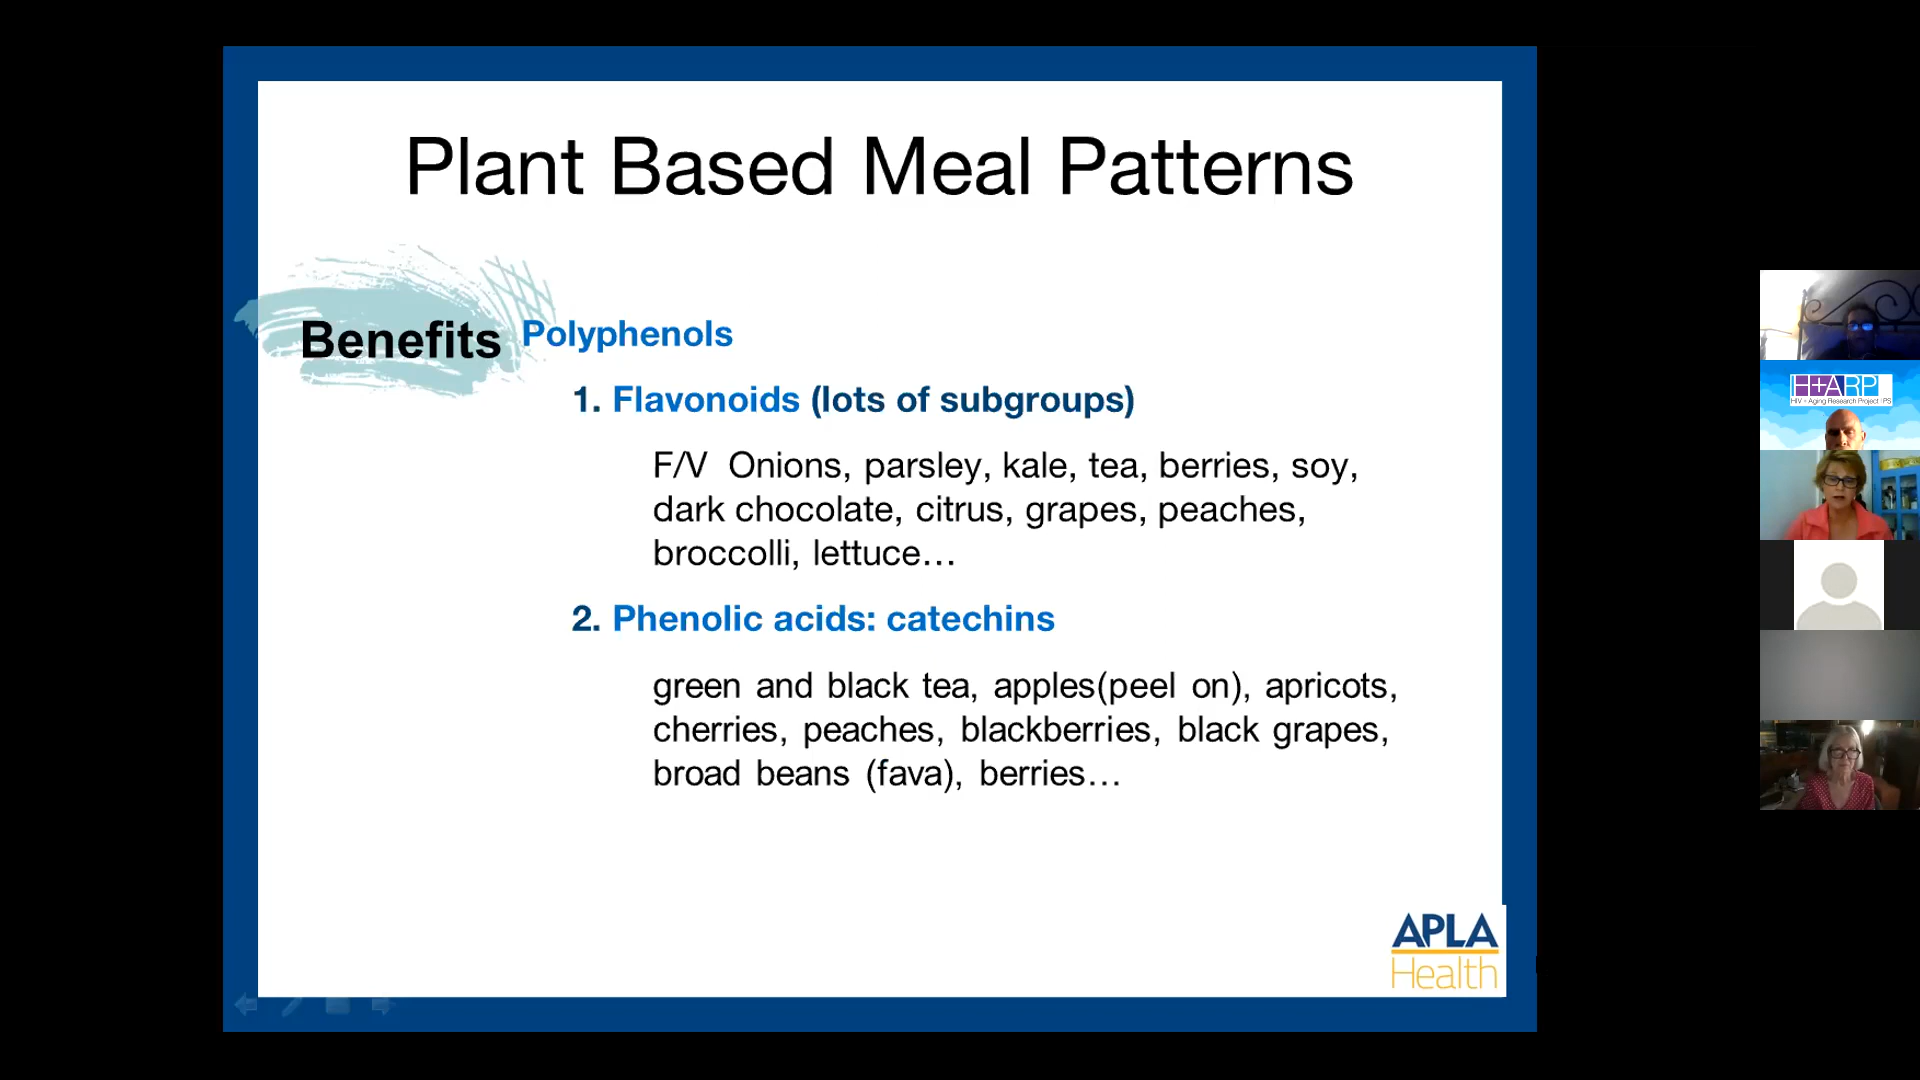 Plant Based Meal Patterns
Benefits
Polyphenols
1. Flavonoids (lots of subgroups)
F/V Onions, parsley, kale, tea, berries, soy,
dark chocolate, citrus, grapes, peaches,
broccolli, lettuce…
2. Phenolic acids: catechins
green and black tea, apples(peel on), apricots,
cherries, peaches, blackberries, black grapes,
broad beans (fava), berries…
APLA
Health
H+ARP
HIV + Aging Research Project | PS